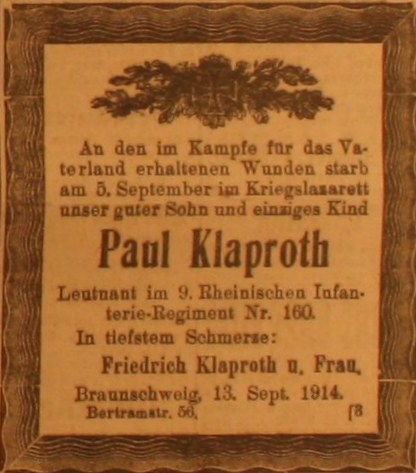 An den im Kampfe für das Va-
terland erhaltenen Wunden starb
am 5. September im Kriegslazarett
unser guter Sohn und einziges Kind
Paul Klaproth
Leutnant im 9. Rheinischen Infan-
terie-Regiment Nr. 160.
In tiefstem Schmerze:
Friedrich Klaproth u. Frau.
Braunschweig, 13. Sept. 1914.
Bertramstr. 56. [8